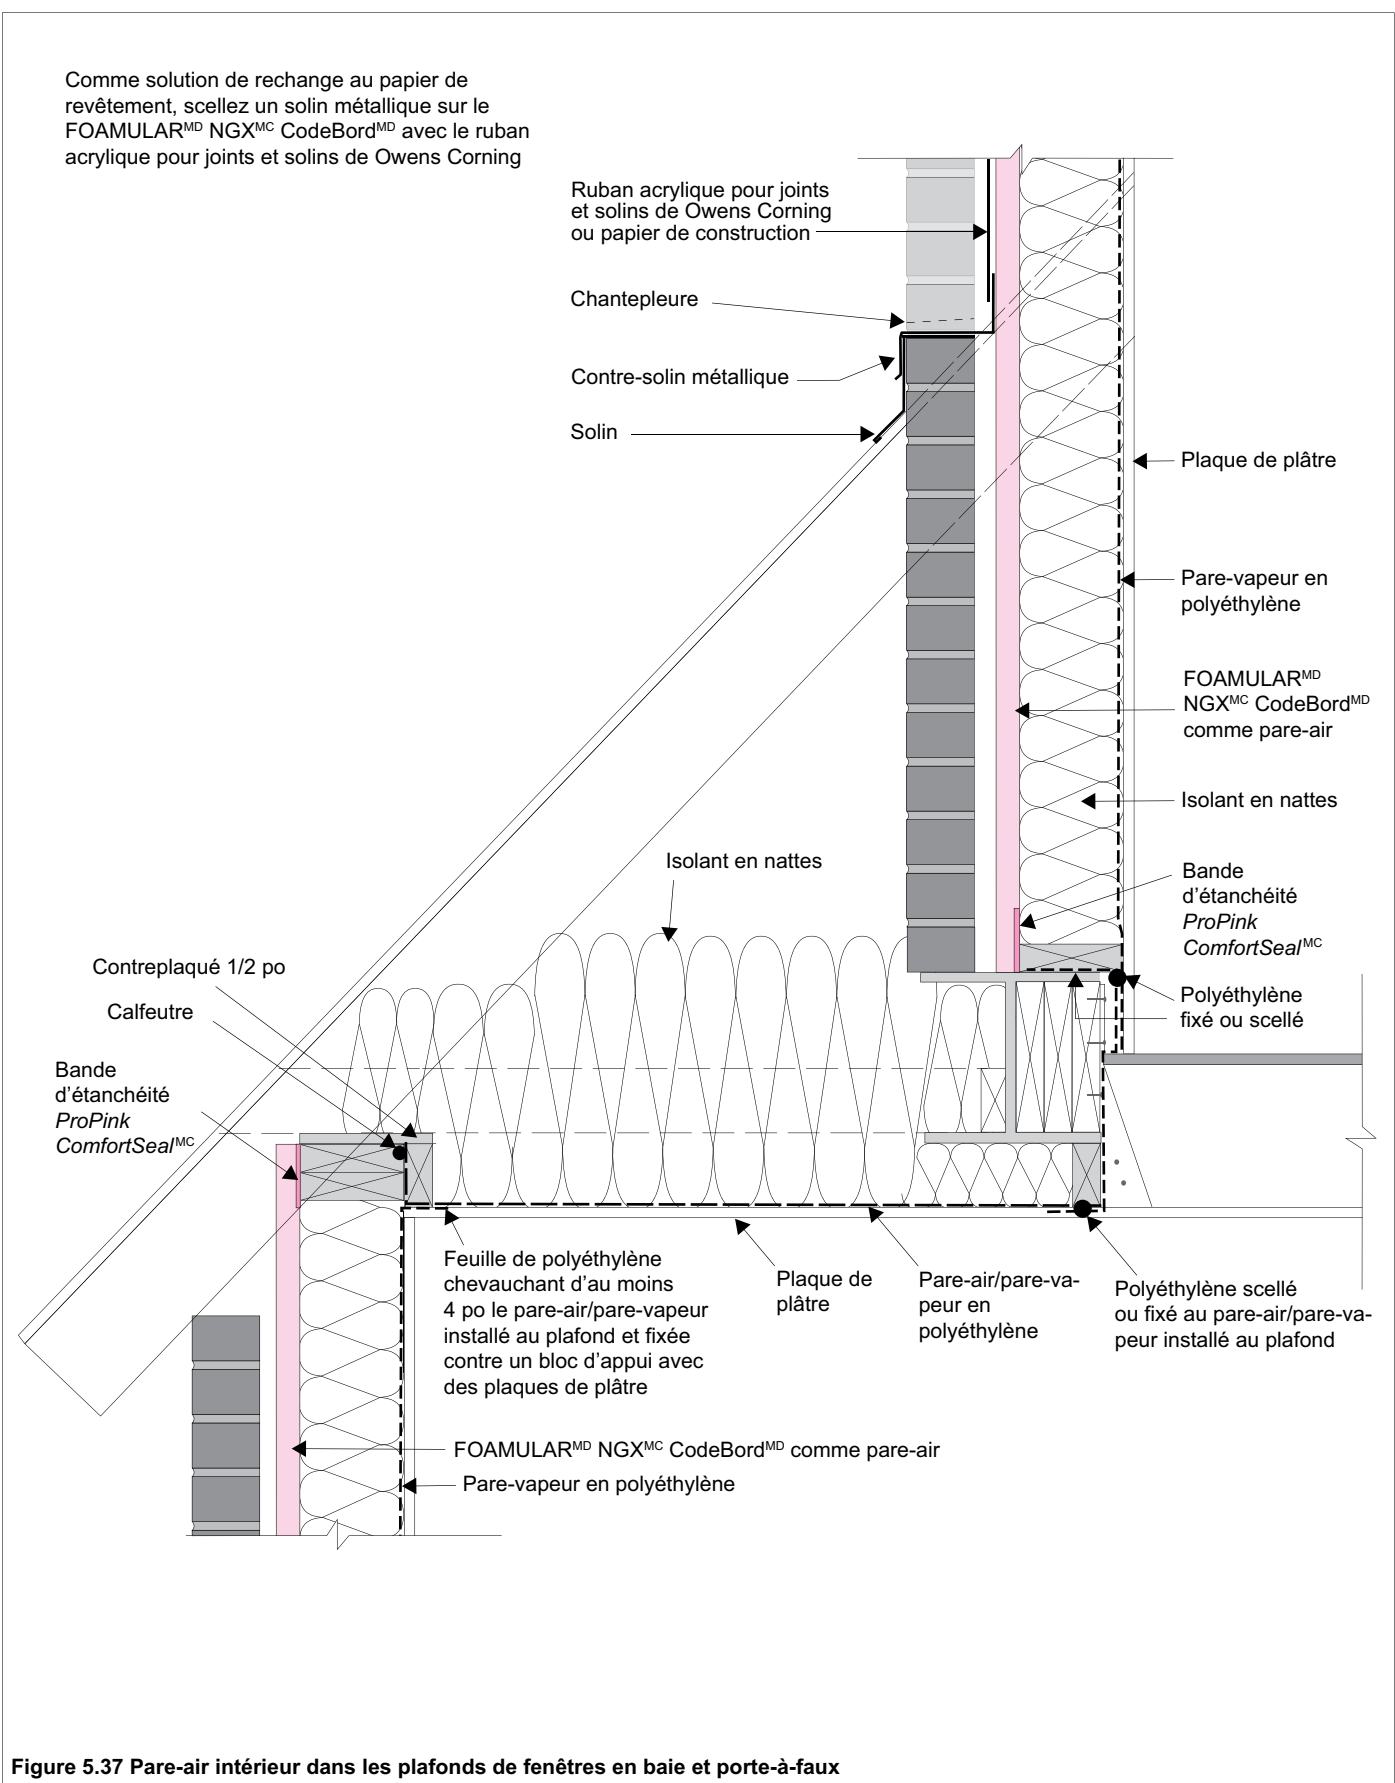 Comme solution de rechange au papier de
revêtement, scellez un solin métallique sur le
FOAMULARᴹᴰ NGXᴹᶜ CodeBordᴹᴰ avec le ruban
acrylique pour joints et solins de Owens Corning
Ruban acrylique pour joints
et solins de Owens Corning
ou papier de construction
Chantepleure
Contre-solin métallique
Solin
Plaque de plâtre
Pare-vapeur en
polyéthylène
FOAMULARᴹᴰ
NGXᴹᶜ CodeBordᴹᴰ
comme pare-air
Isolant en nattes
Isolant en nattes
Bande
d’étanchéité
ProPink
ComfortSealᴹᶜ
Contreplaqué 1/2 po
Calfeutre
Polyéthylène
fixé ou scellé
Bande
d’étanchéité
ProPink
ComfortSealᴹᶜ
Feuille de polyéthylène
chevauchant d’au moins
4 po le pare-air/pare-vapeur
installé au plafond et fixée
contre un bloc d’appui avec
des plaques de plâtre
Plaque de
plâtre
Pare-air/pare-va-
peur en
polyéthylène
Polyéthylène scellé
ou fixé au pare-air/pare-va-
peur installé au plafond
FOAMULARᴹᴰ NGXᴹᶜ CodeBordᴹᴰ comme pare-air
Pare-vapeur en polyéthylène
Figure 5.37 Pare-air intérieur dans les plafonds de fenêtres en baie et porte-à-faux